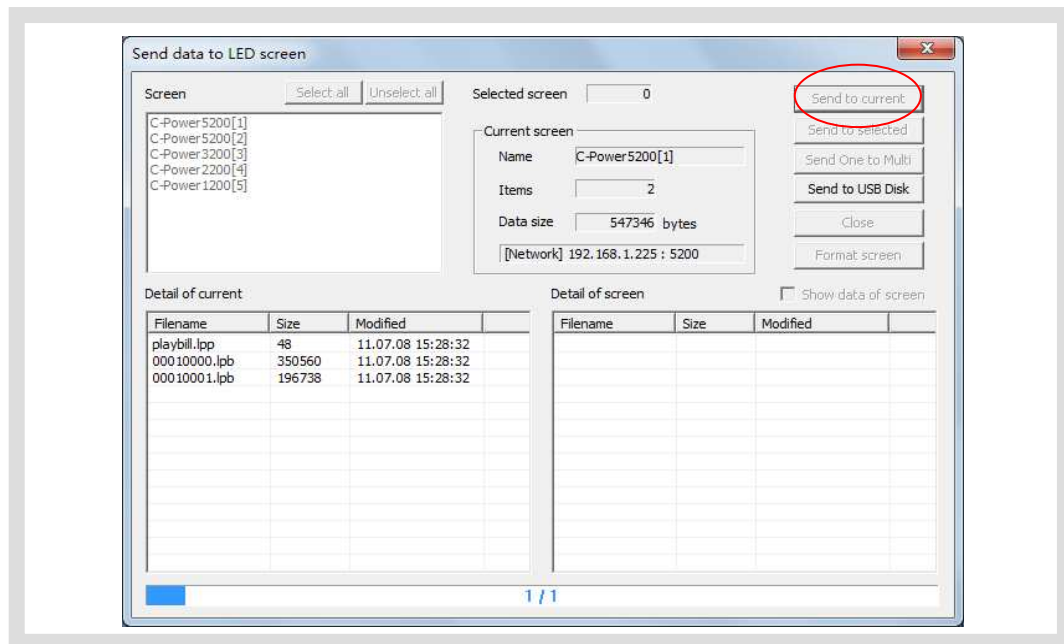 Send data to LED screen
Screen
Select all
Unselect all
C-Power5200[1]
C-Power5200[2]
C-Power3200[3]
C-Power2200[4]
C-Power1200[5]
Selected screen 0
Current screen
Name C-Power5200[1]
Items 2
Data size 547346 bytes
[Network] 192.168.1.225 : 5200
Send to current
Send to selected
Send One to Multi
Send to USB Disk
Close
Format screen
Detail of current
Filename Size Modified
playbill.lpp 48 11.07.08 15:28:32
00010000.lpb 350560 11.07.08 15:28:32
00010001.lpb 196738 11.07.08 15:28:32
Detail of screen
Show data of screen
Filename Size Modified
1 / 1